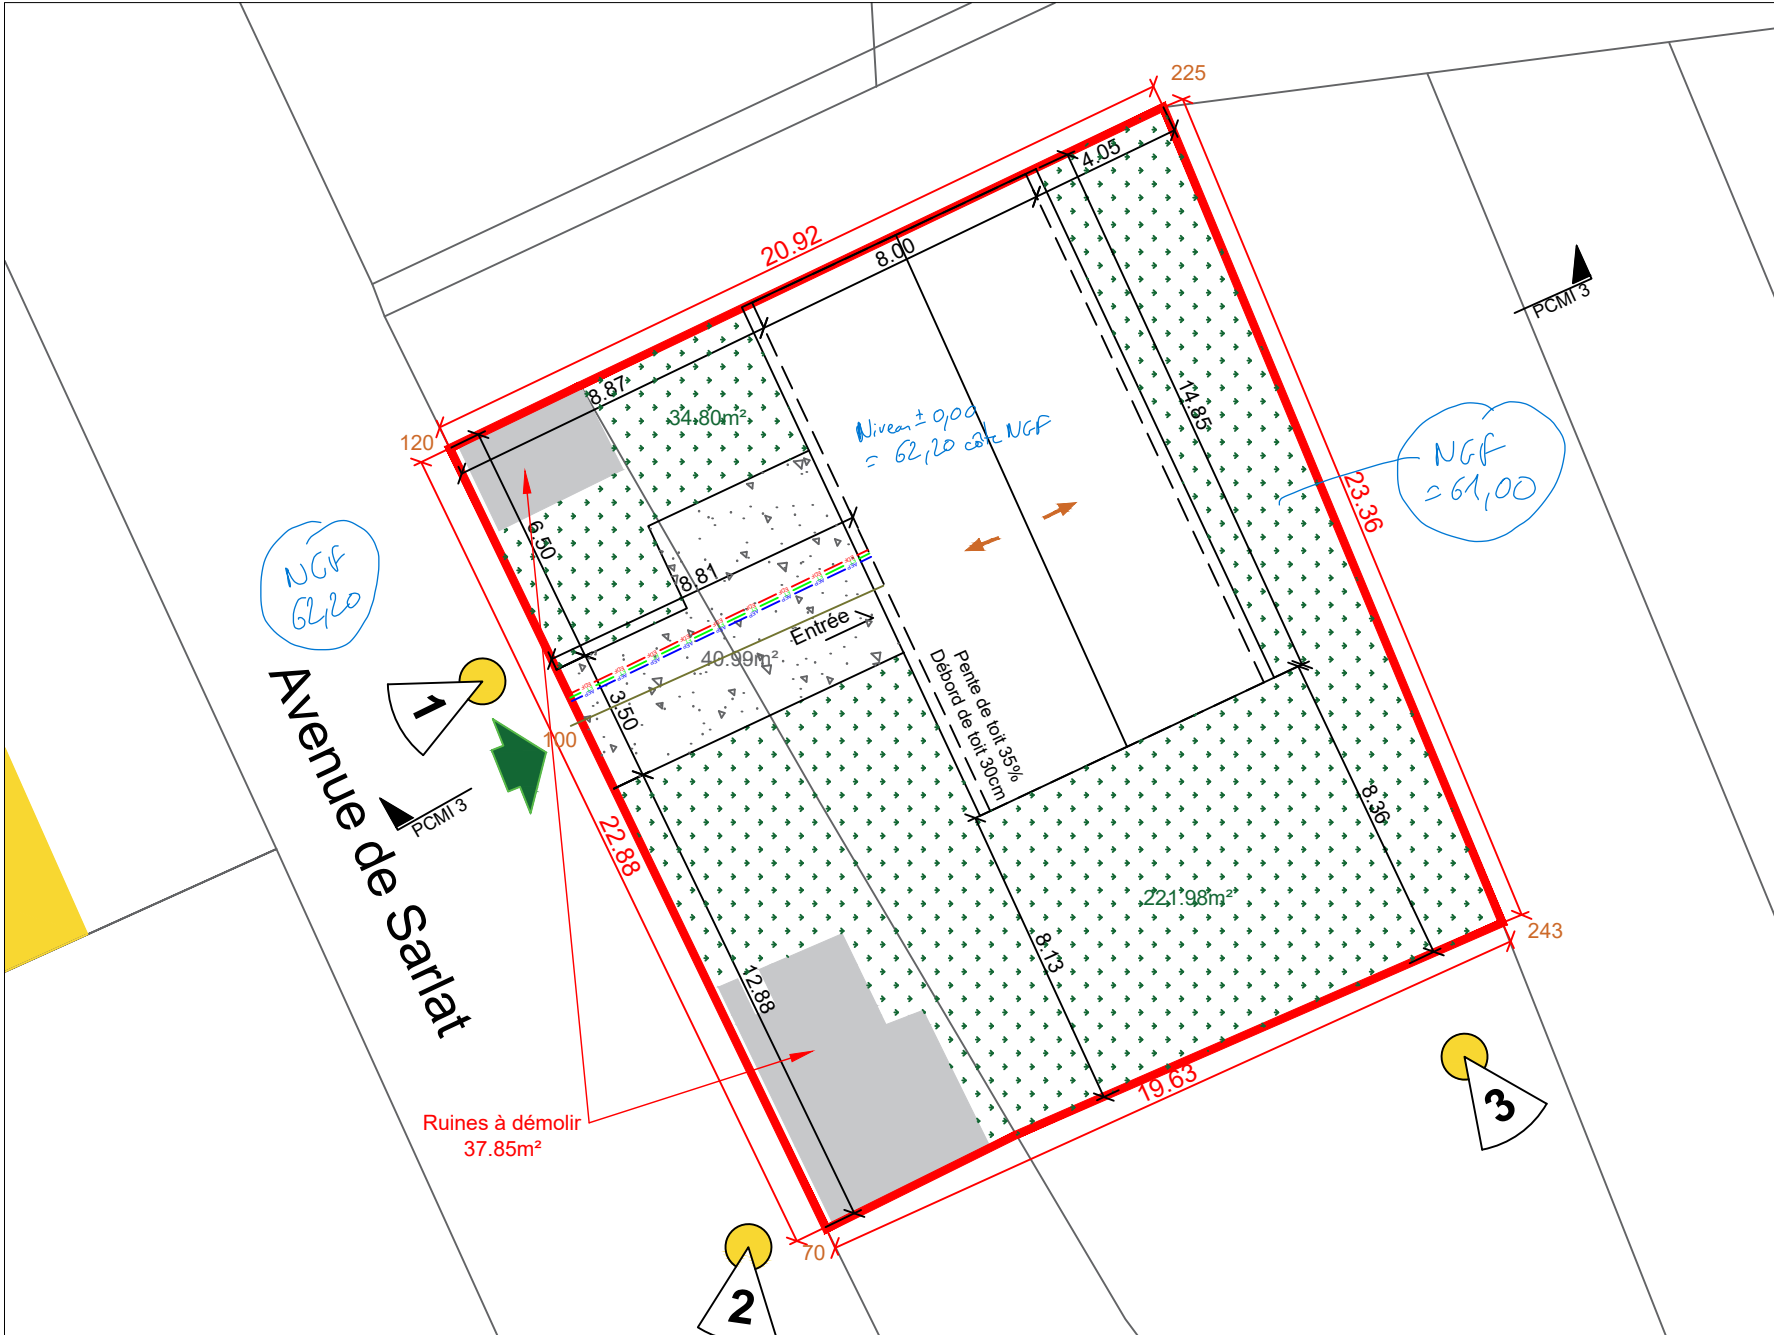 225
4.05
20.92
8.00
PCMI 3
8.87
34.80m²
14.85
120
Niveau ± 0,00
= 62,20 côte NGF
NGF
= 61,00
23.36
6.50
NGF
62,20
8.81
Entrée
40.99m²
1
3.50
100
Pente de toit 35%
Débord de toit 30cm
Avenue de Sarlat
PCMI 3
22.88
8.36
221.98m²
243
8.13
12.88
19.63
3
Ruines à démolir
37.85m²
70
2